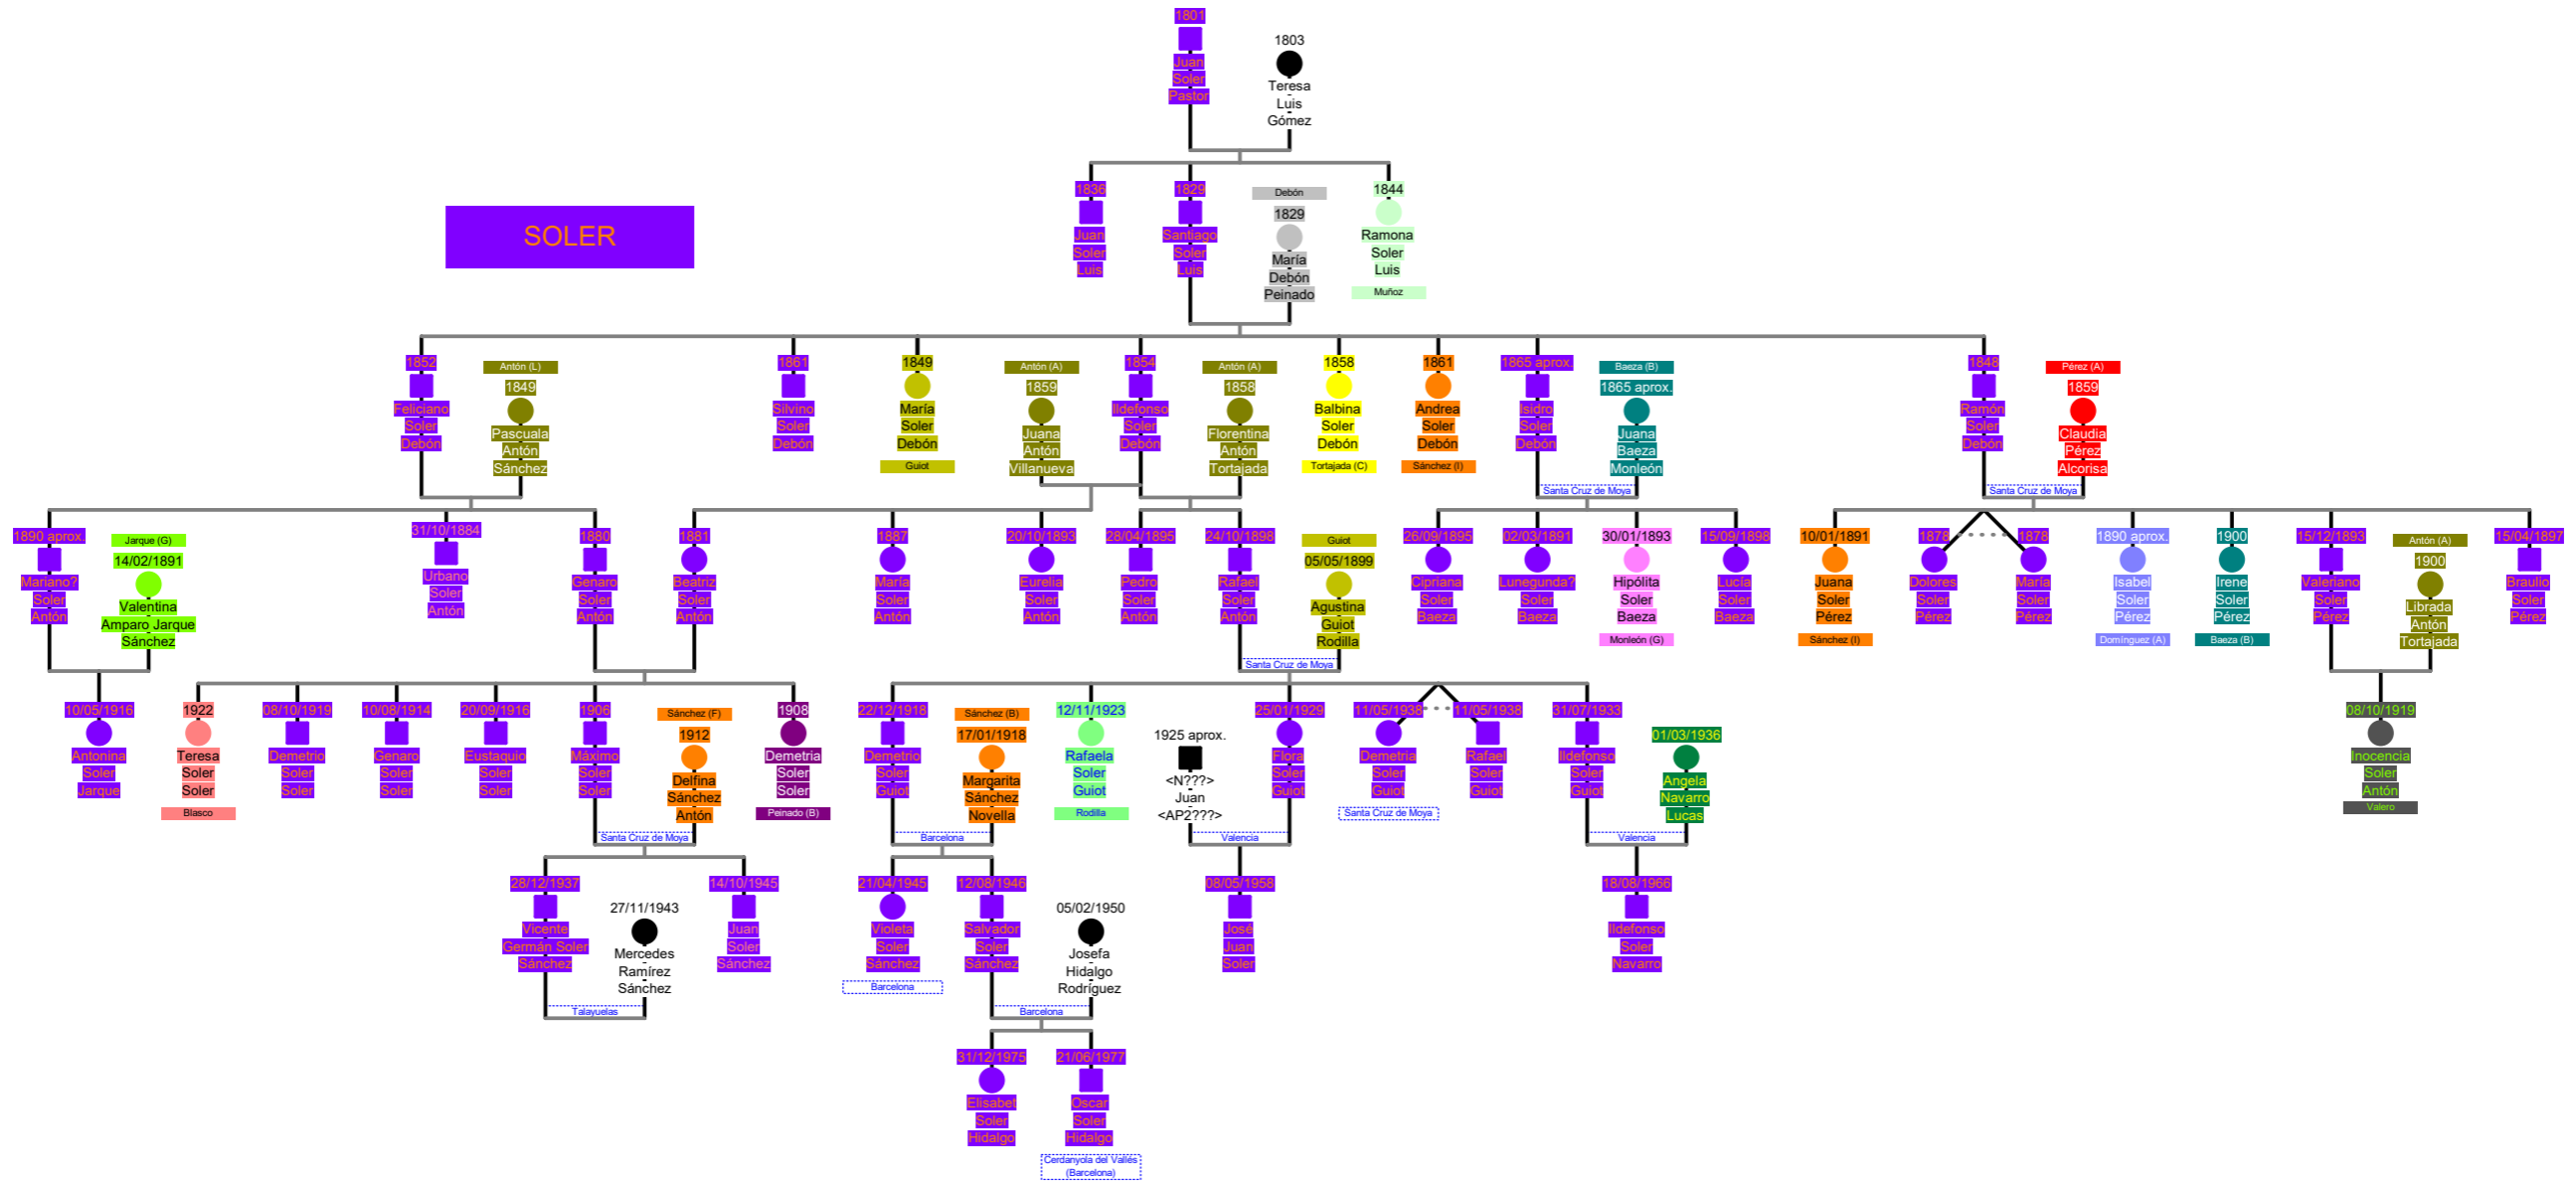 1801
Juan
Soler
Pastor
1803
Teresa
Luis
Gómez
SOLER
1836
Juan
Soler
Luis
1829
Santiago
Soler
Luis
Debón
1829
María
Debón
Peinado
1844
Ramona
Soler
Luis
Muñoz
1852
Feliciano
Soler
Debón
Antón (L)
1849
Pascuala
Antón
Sánchez
1861
Silvino
Soler
Debón
1849
María
Soler
Debón
Guiot
Antón (A)
1859
Juana
Antón
Villanueva
1854
Ildefonso
Soler
Debón
Antón (A)
1858
Florentina
Antón
Tortajada
1858
Balbina
Soler
Debón
Tortajada (C)
1861
Andrea
Soler
Debón
Sánchez (I)
1865 aprox.
Isidro
Soler
Debón
Baeza (B)
1865 aprox.
Juana
Baeza
Monleón
Santa Cruz de Moya
1848
Ramón
Soler
Debón
Pérez (A)
1859
Claudia
Pérez
Alcorisa
Santa Cruz de Moya
1890 aprox.
Mariano?
Soler
Antón
Jarque (G)
14/02/1891
Valentina
Amparo Jarque
Sánchez
31/10/1884
Urbano
Soler
Antón
1880
Genaro
Soler
Antón
1881
Beatriz
Soler
Antón
1887
María
Soler
Antón
20/10/1893
Eurelia
Soler
Antón
28/04/1895
Pedro
Soler
Antón
24/10/1898
Rafael
Soler
Antón
Guiot
05/05/1899
Agustina
Guiot
Rodilla
Santa Cruz de Moya
26/09/1895
Cipriana
Soler
Baeza
02/03/1891
Lunegunda?
Soler
Baeza
30/01/1893
Hipólita
Soler
Baeza
Monleón (G)
15/09/1898
Lucía
Soler
Baeza
10/01/1891
Juana
Soler
Pérez
Sánchez (I)
1878
Dolores
Soler
Pérez
1878
María
Soler
Pérez
1890 aprox.
Isabel
Soler
Pérez
Domínguez (A)
1900
Irene
Soler
Pérez
Baeza (B)
15/12/1893
Valeriano
Soler
Pérez
Antón (A)
1900
Librada
Antón
Tortajada
15/04/1897
Braulio
Soler
Pérez
10/05/1916
Antonina
Soler
Jarque
1922
Teresa
Soler
Soler
Blasco
08/10/1919
Demetrio
Soler
Soler
10/08/1914
Genaro
Soler
Soler
20/09/1916
Eustaquio
Soler
Soler
1906
Máximo
Soler
Soler
Sánchez (F)
1912
Delfina
Sánchez
Antón
Santa Cruz de Moya
1908
Demetria
Soler
Soler
Peinado (B)
22/12/1918
Demetrio
Soler
Guiot
Sánchez (B)
17/01/1918
Margarita
Sánchez
Novella
Barcelona
12/11/1923
Rafaela
Soler
Guiot
Rodilla
1925 aprox.
<N???>
Juan
<AP2???>
25/01/1929
Flora
Soler
Guiot
Valencia
11/05/1938
Demetria
Soler
Guiot
Santa Cruz de Moya
11/05/1938
Rafael
Soler
Guiot
31/07/1933
Ildefonso
Soler
Guiot
01/03/1936
Angela
Navarro
Lucas
Valencia
08/10/1919
Inocencia
Soler
Antón
Valero
28/12/1937
Vicente
Germán Soler
Sánchez
27/11/1943
Mercedes
Ramírez
Sánchez
Talayuelas
14/10/1945
Juan
Soler
Sánchez
21/04/1945
Violeta
Soler
Sánchez
Barcelona
12/08/1946
Salvador
Soler
Sánchez
05/02/1950
Josefa
Hidalgo
Rodríguez
Barcelona
08/05/1958
José
Juan
Soler
18/08/1966
Ildefonso
Soler
Navarro
31/12/1975
Elisabet
Soler
Hidalgo
21/06/1977
Oscar
Soler
Hidalgo
Cerdanyola del Vallés
(Barcelona)